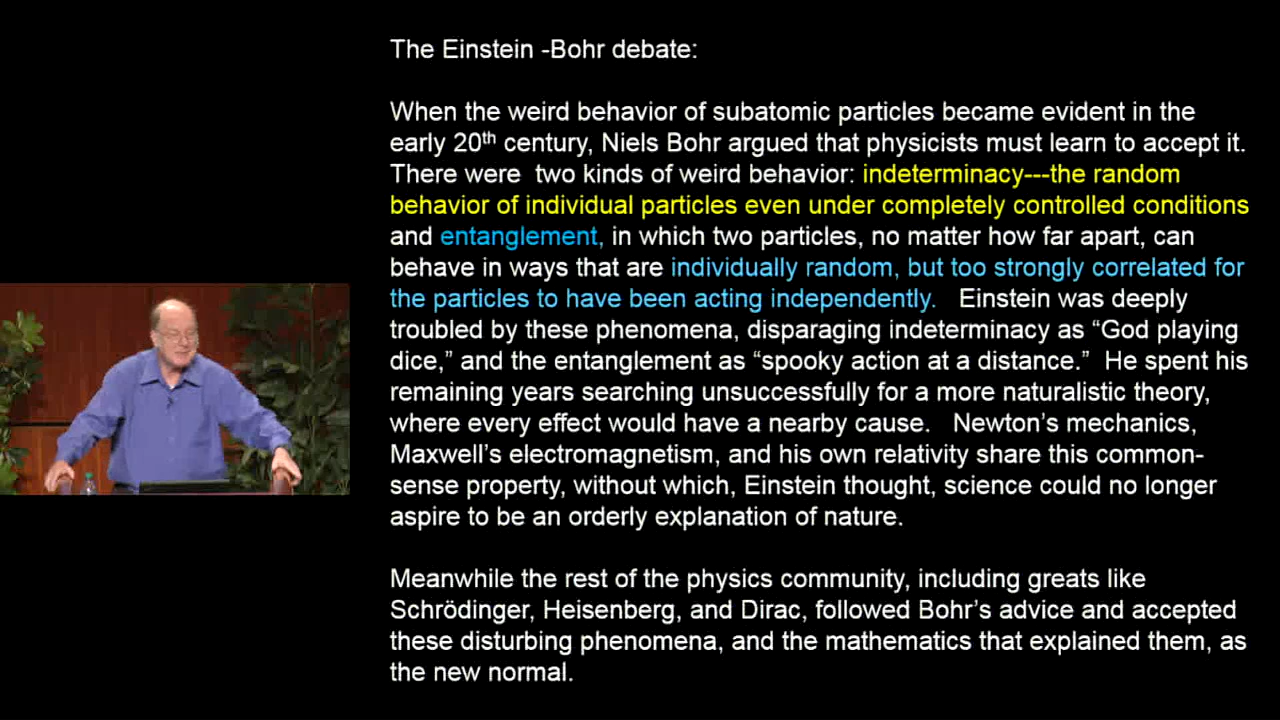 The Einstein -Bohr debate:
When the weird behavior of subatomic particles became evident in the
early 20th century, Niels Bohr argued that physicists must learn to accept it.
There were two kinds of weird behavior: indeterminacy---the random
behavior of individual particles even under completely controlled conditions
and entanglement, in which two particles, no matter how far apart, can
behave in ways that are individually random, but too strongly correlated for
the particles to have been acting independently. Einstein was deeply
troubled by these phenomena, disparaging indeterminacy as “God playing
dice,” and the entanglement as “spooky action at a distance.” He spent his
remaining years searching unsuccessfully for a more naturalistic theory,
where every effect would have a nearby cause. Newton’s mechanics,
Maxwell’s electromagnetism, and his own relativity share this common-
sense property, without which, Einstein thought, science could no longer
aspire to be an orderly explanation of nature.
Meanwhile the rest of the physics community, including greats like
Schrödinger, Heisenberg, and Dirac, followed Bohr’s advice and accepted
these disturbing phenomena, and the mathematics that explained them, as
the new normal.